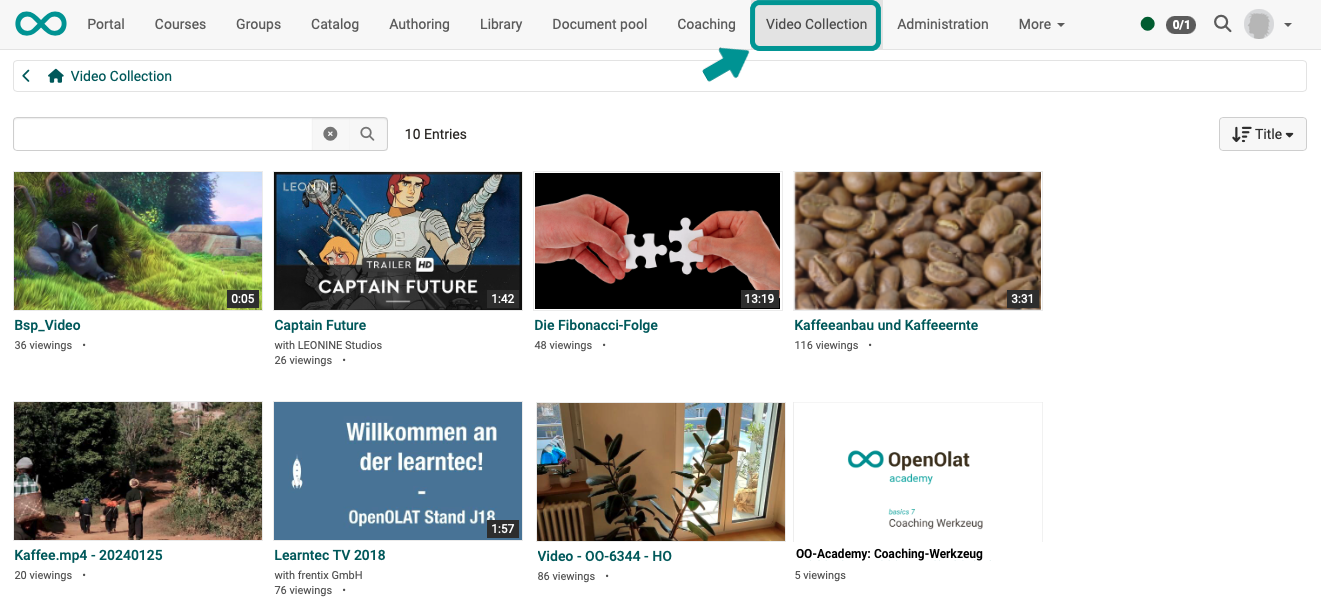 Portal Courses Groups Catalog Authoring Library Document pool Coaching Video Collection Administration More 0/1
Video Collection
10 Entries Title
0:05
Bsp_Video
36 viewings •
LEONINE
TRAILER HD
CAPTAIN FUTURE
1:42
Captain Future
with LEONINE Studios
26 viewings •
13:19
Die Fibonacci-Folge
48 viewings •
3:31
Kaffeeanbau und Kaffeeernte
116 viewings •
Kaffee.mp4 - 20240125
20 viewings •
Willkommen an
der learntec!
-
OpenOLAT Stand J18
1:57
Learntec TV 2018
with frentix GmbH
76 viewings •
Video - OO-6344 - HO
86 viewings •
OpenOlat
academy
basics 7
Coaching Werkzeug
OO-Academy: Coaching-Werkzeug
5 viewings